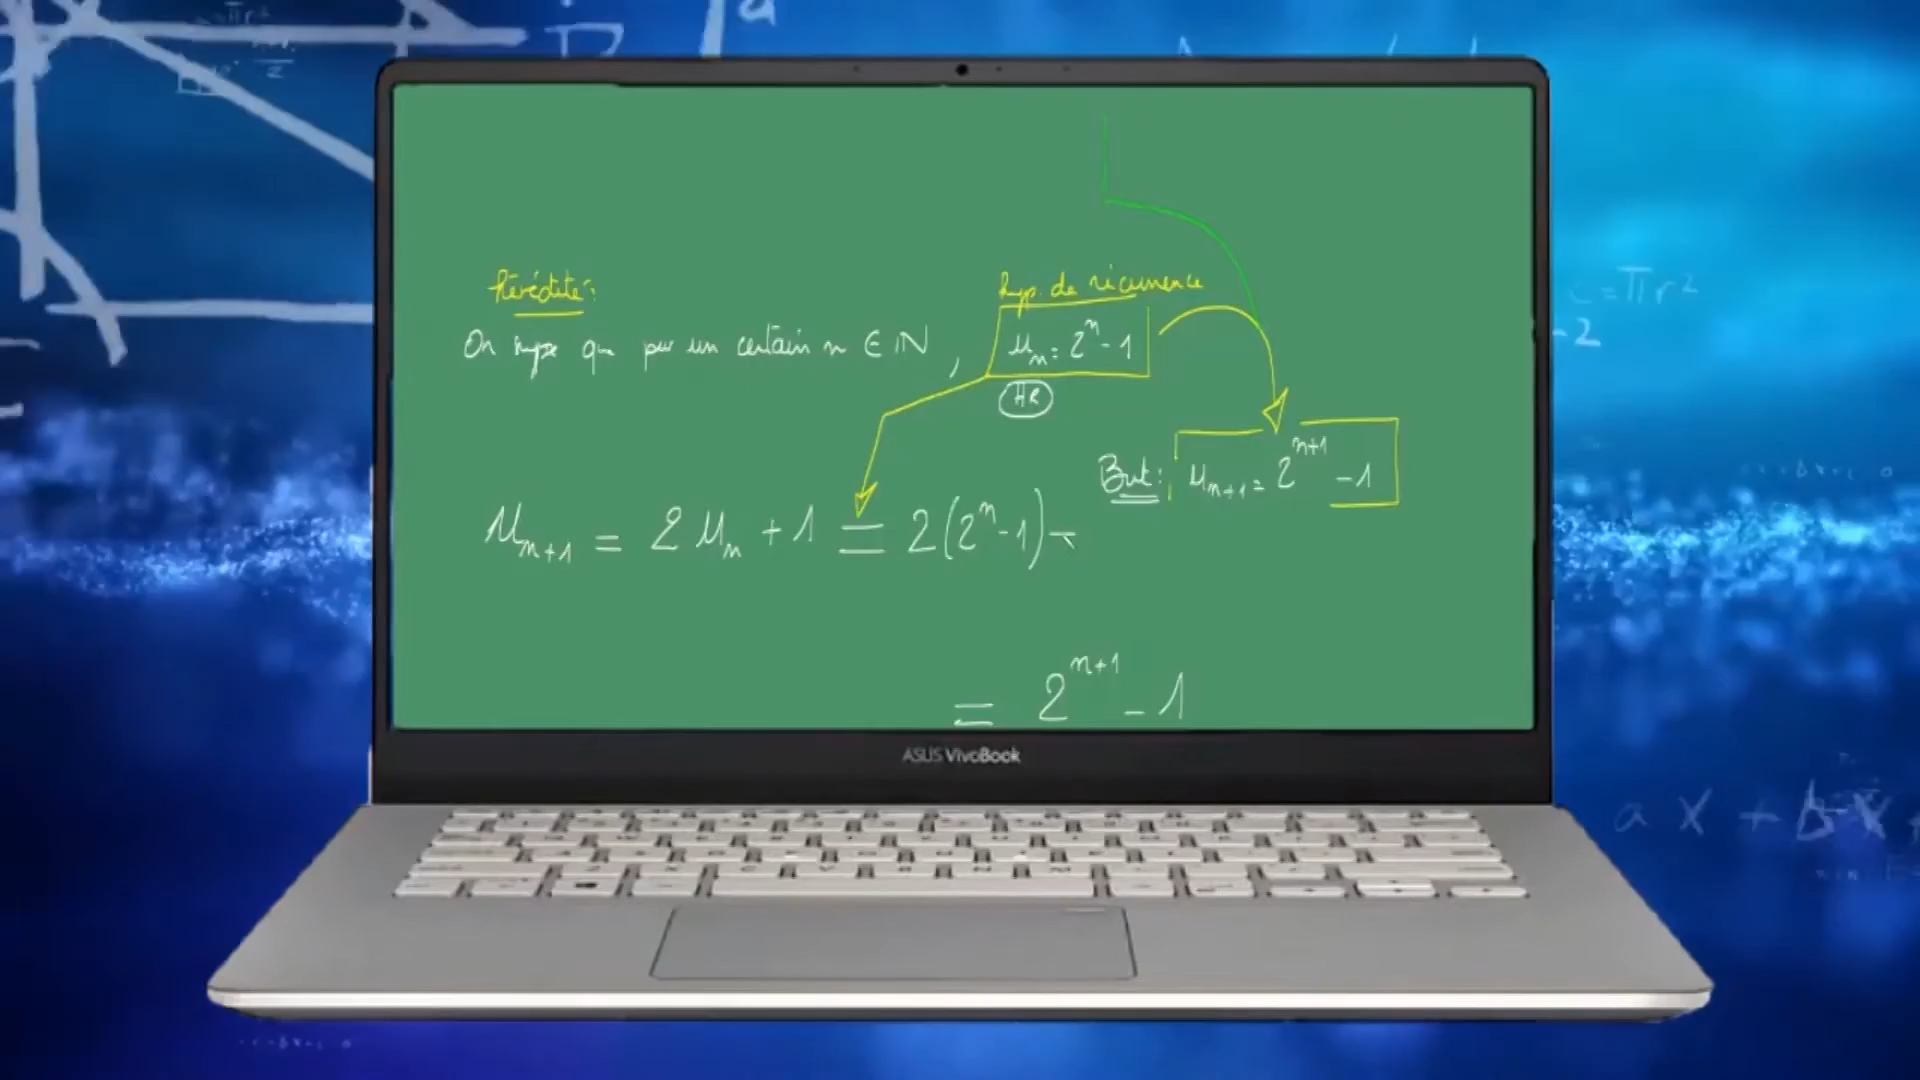 Hérédité:
Hyp. de récurrence
On suppose que pour un certain n ∈ ℕ, uₙ = 2ⁿ - 1
HR
But: uₙ₊₁ = 2ⁿ⁺¹ - 1
uₙ₊₁ = 2uₙ + 1 = 2(2ⁿ - 1) +
= 2ⁿ⁺¹ - 1
ASUS VivoBook
c = πr²
a x + b x